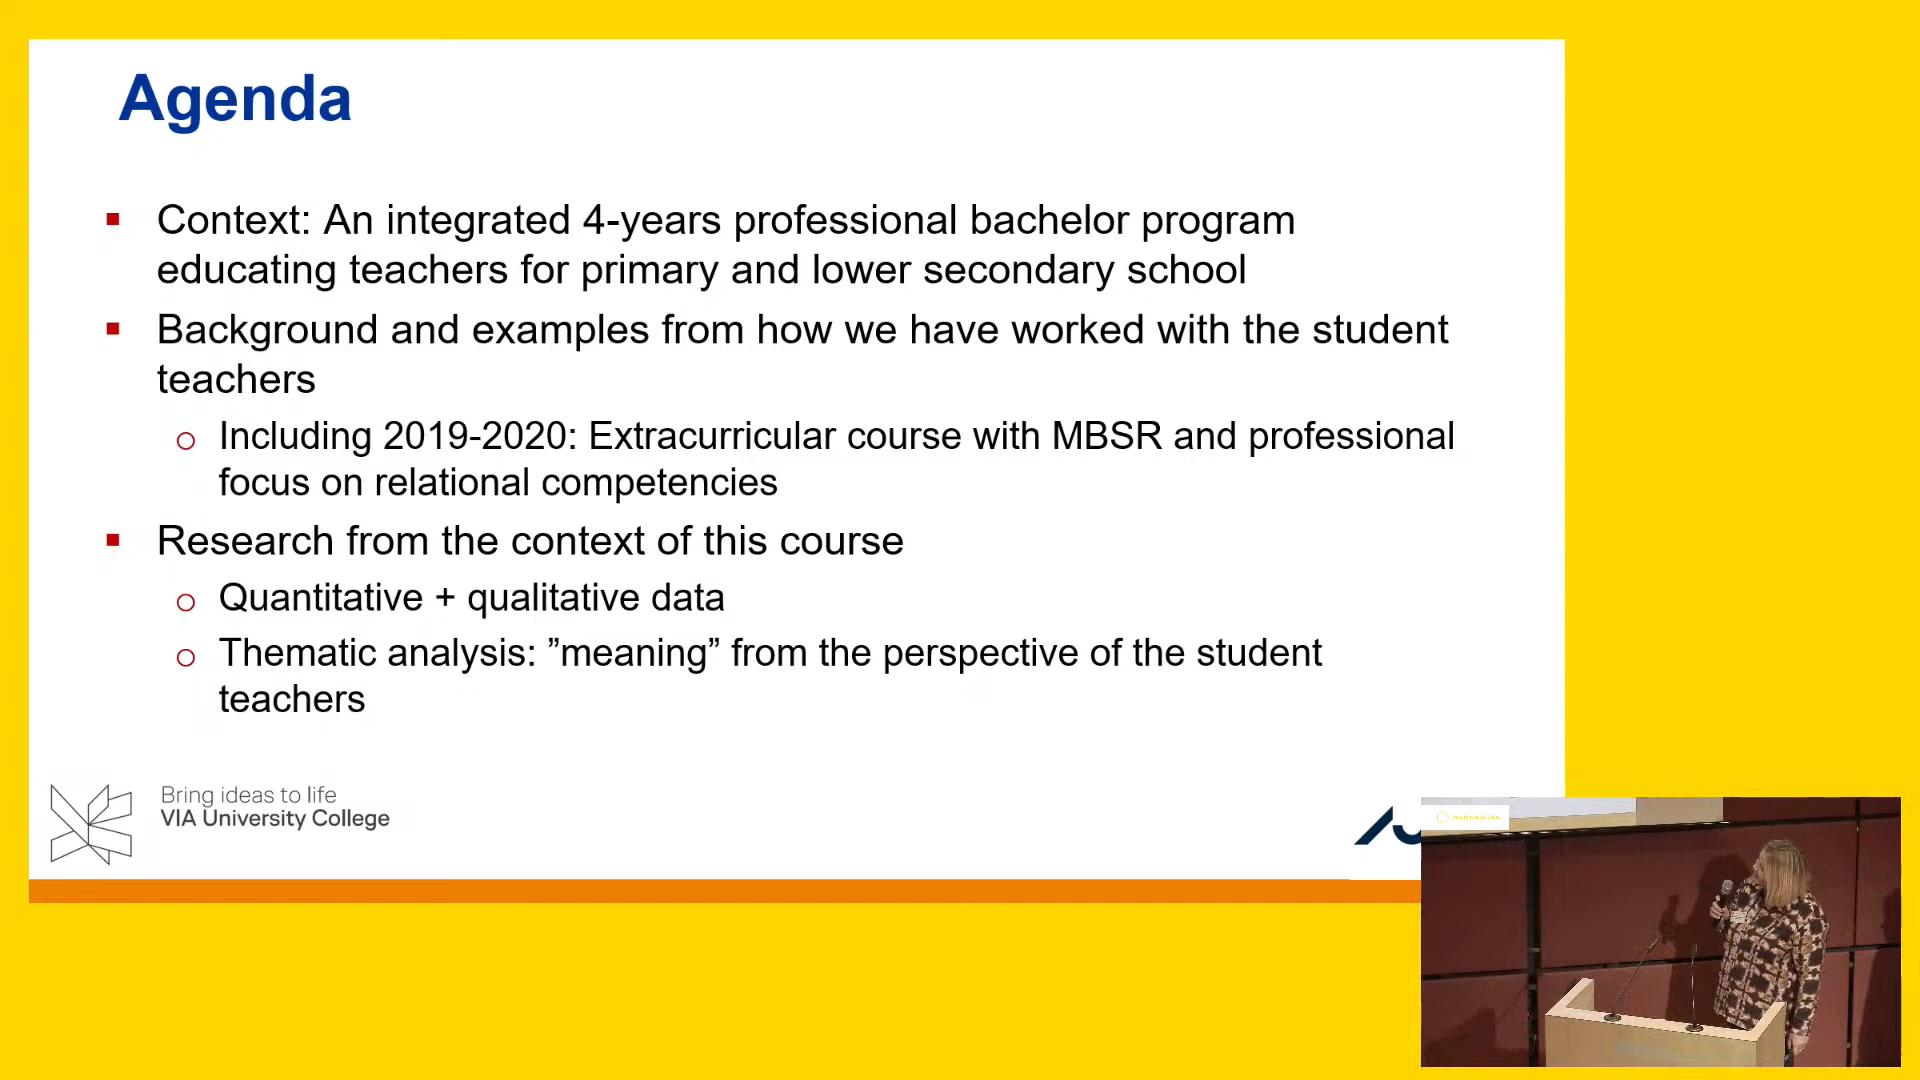 Agenda
▪ Context: An integrated 4-years professional bachelor program
educating teachers for primary and lower secondary school
▪ Background and examples from how we have worked with the student
teachers
o Including 2019-2020: Extracurricular course with MBSR and professional
focus on relational competencies
▪ Research from the context of this course
o Quantitative + qualitative data
o Thematic analysis: ”meaning” from the perspective of the student
teachers
Bring ideas to life
VIA University College